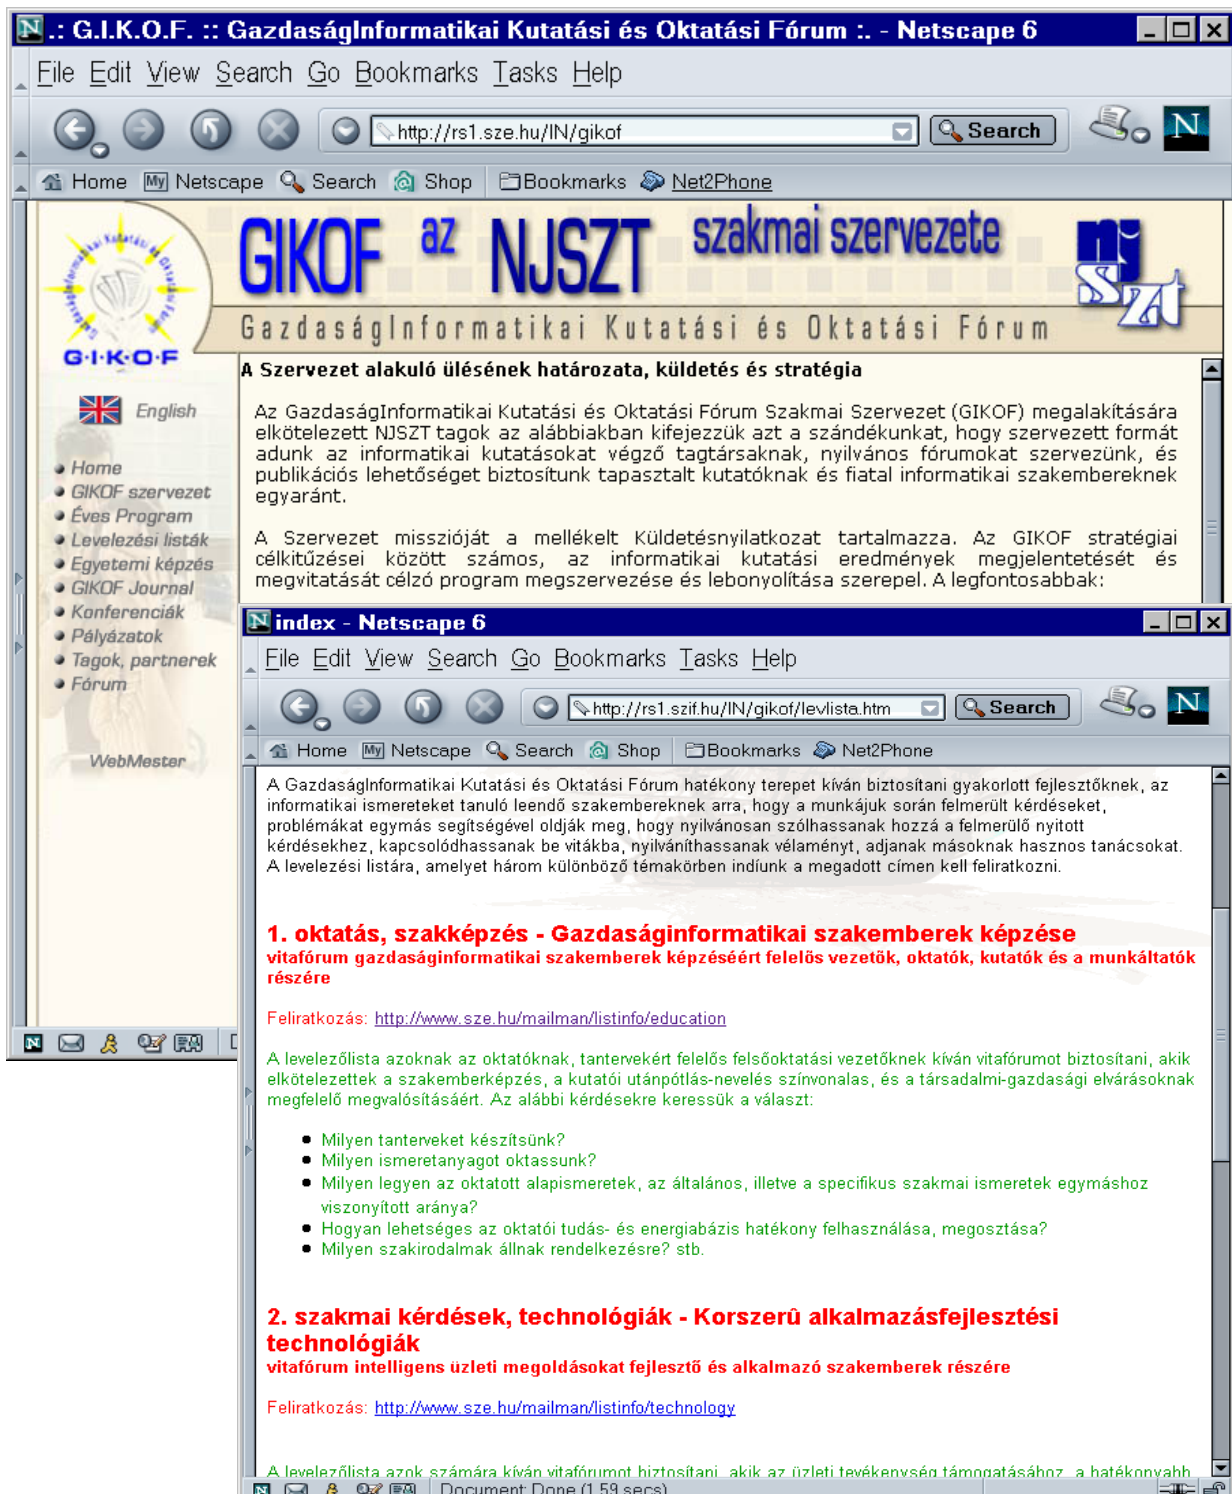 .: G.I.K.O.F. :: GazdaságInformatikai Kutatási és Oktatási Fórum :. - Netscape 6
File Edit View Search Go Bookmarks Tasks Help
http://rs1.sze.hu/IN/gikof Search N
Home My Netscape Search Shop Bookmarks Net2Phone
GIKOF az NJSZT szakmai szervezete
njszt
GazdaságInformatikai Kutatási és Oktatási Fórum
G·I·K·O·F
English
Home
GIKOF szervezet
Éves Program
Levelezési listák
Egyetemi képzés
GIKOF Journal
Konferenciák
Pályázatok
Tagok, partnerek
Fórum
WebMester
A Szervezet alakuló ülésének határozata, küldetés és stratégia
Az GazdaságInformatikai Kutatási és Oktatási Fórum Szakmai Szervezet (GIKOF) megalakítására
elkötelezett NJSZT tagok az alábbiakban kifejezzük azt a szándékunkat, hogy szervezett formát
adunk az informatikai kutatásokat végző tagtársaknak, nyilvános fórumokat szervezünk, és
publikációs lehetőséget biztosítunk tapasztalt kutatóknak és fiatal informatikai szakembereknek
egyaránt.
A Szervezet misszióját a mellékelt Küldetésnyilatkozat tartalmazza. Az GIKOF stratégiai
célkitűzései között számos, az informatikai kutatási eredmények megjelentetését és
megvitatását célzó program megszervezése és lebonyolítása szerepel. A legfontosabbak:
index - Netscape 6
File Edit View Search Go Bookmarks Tasks Help
http://rs1.szif.hu/IN/gikof/levlista.htm Search N
Home My Netscape Search Shop Bookmarks Net2Phone
A GazdaságInformatikai Kutatási és Oktatási Fórum hatékony terepet kíván biztosítani gyakorlott fejlesztőknek, az
informatikai ismereteket tanuló leendő szakembereknek arra, hogy a munkájuk során felmerült kérdéseket,
problémákat egymás segítségével oldják meg, hogy nyilvánosan szólhassanak hozzá a felmerülő nyitott
kérdésekhez, kapcsolódhassanak be vitákba, nyilváníthassanak vélaményt, adjanak másoknak hasznos tanácsokat.
A levelezési listára, amelyet három különböző témakörben indíunk a megadott címen kell feliratkozni.
1. oktatás, szakképzés - Gazdaságinformatikai szakemberek képzése
vitafórum gazdaságinformatikai szakemberek képzéséért felelős vezetők, oktatók, kutatók és a munkáltatók
részére
Feliratkozás: http://www.sze.hu/mailman/listinfo/education
A levelezőlista azoknak az oktatóknak, tantervekért felelős felsőoktatási vezetőknek kíván vitafórumot biztosítani, akik
elkötelezettek a szakemberképzés, a kutatói utánpótlás-nevelés színvonalas, és a társadalmi-gazdasági elvárásoknak
megfelelő megvalósításáért. Az alábbi kérdésekre keressük a választ:
Milyen tanterveket készítsünk?
Milyen ismeretanyagot oktassunk?
Milyen legyen az oktatott alapismeretek, az általános, illetve a specifikus szakmai ismeretek egymáshoz
viszonyított aránya?
Hogyan lehetséges az oktatói tudás- és energiabázis hatékony felhasználása, megosztása?
Milyen szakirodalmak állnak rendelkezésre? stb.
2. szakmai kérdések, technológiák - Korszerû alkalmazásfejlesztési
technológiák
vitafórum intelligens üzleti megoldásokat fejlesztő és alkalmazó szakemberek részére
Feliratkozás: http://www.sze.hu/mailman/listinfo/technology
A levelezőlista azok számára kíván vitafórumot biztosítani, akik az üzleti tevékenység támogatásához, a hatékonyabb
Document: Done (1.59 secs)